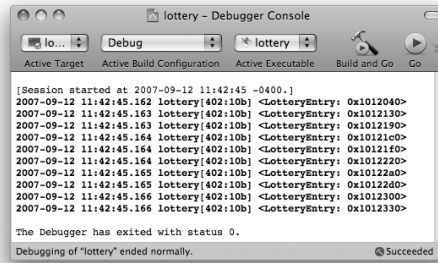 lottery – Debugger Console
lo... Debug lottery
Active Target Active Build Configuration Active Executable Build and Go Go
[Session started at 2007-09-12 11:42:45 -0400.]
2007-09-12 11:42:45.162 lottery[402:10b] <LotteryEntry: 0x1012040>
2007-09-12 11:42:45.163 lottery[402:10b] <LotteryEntry: 0x1012130>
2007-09-12 11:42:45.163 lottery[402:10b] <LotteryEntry: 0x1012190>
2007-09-12 11:42:45.164 lottery[402:10b] <LotteryEntry: 0x10121c0>
2007-09-12 11:42:45.164 lottery[402:10b] <LotteryEntry: 0x10121f0>
2007-09-12 11:42:45.164 lottery[402:10b] <LotteryEntry: 0x1012220>
2007-09-12 11:42:45.165 lottery[402:10b] <LotteryEntry: 0x10122a0>
2007-09-12 11:42:45.165 lottery[402:10b] <LotteryEntry: 0x10122d0>
2007-09-12 11:42:45.166 lottery[402:10b] <LotteryEntry: 0x1012300>
2007-09-12 11:42:45.166 lottery[402:10b] <LotteryEntry: 0x1012330>
The Debugger has exited with status 0.
Debugging of "lottery" ended normally. Succeeded